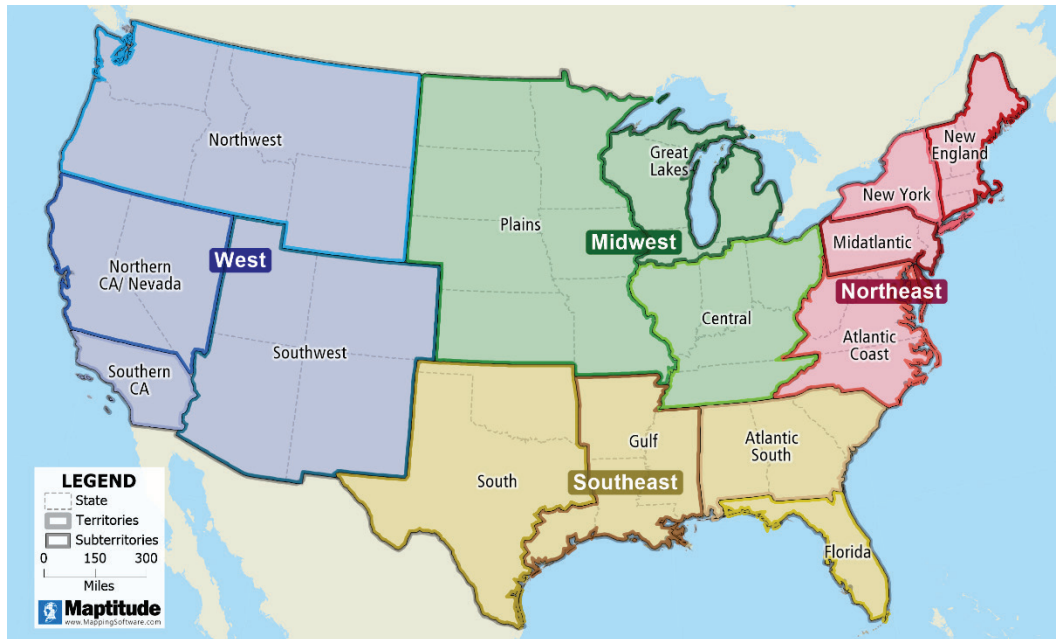 Northwest
Northern
CA/ Nevada
West
Southwest
Southern
CA
Plains
Great
Lakes
Midwest
Central
New
England
New York
Midatlantic
Northeast
Atlantic
Coast
South
Gulf
Southeast
Atlantic
South
Florida
LEGEND
State
Territories
Subterritories
0 150 300
Miles
Maptitude
www.MappingSoftware.com